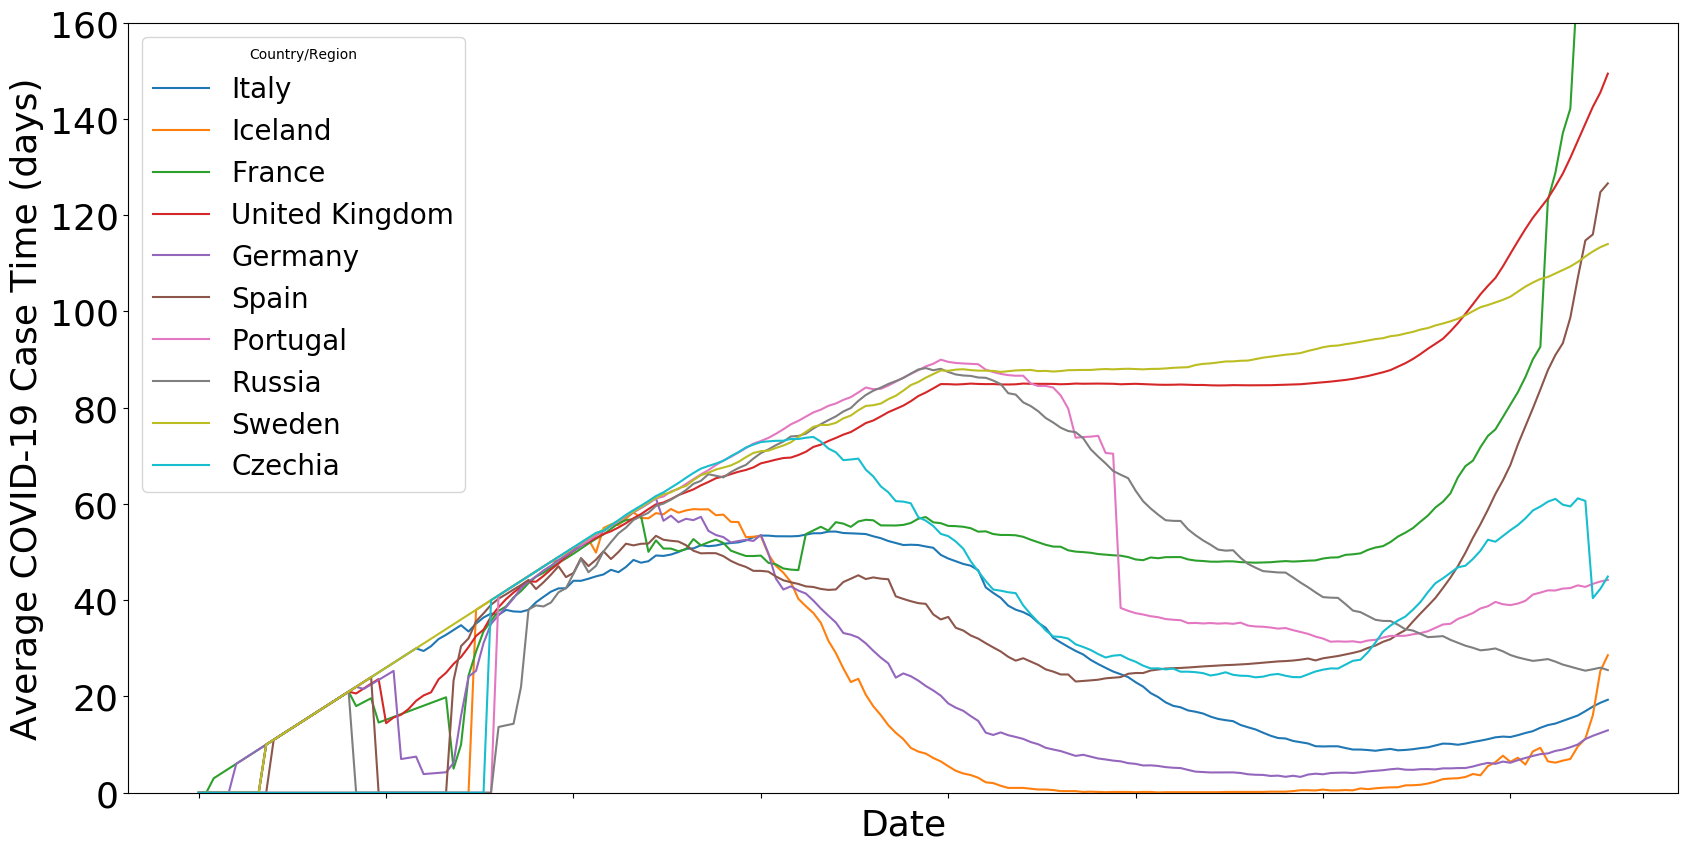 Average COVID-19 Case Time (days)
160
140
120
100
80
60
40
20
0
Country/Region
Italy
Iceland
France
United Kingdom
Germany
Spain
Portugal
Russia
Sweden
Czechia
Date